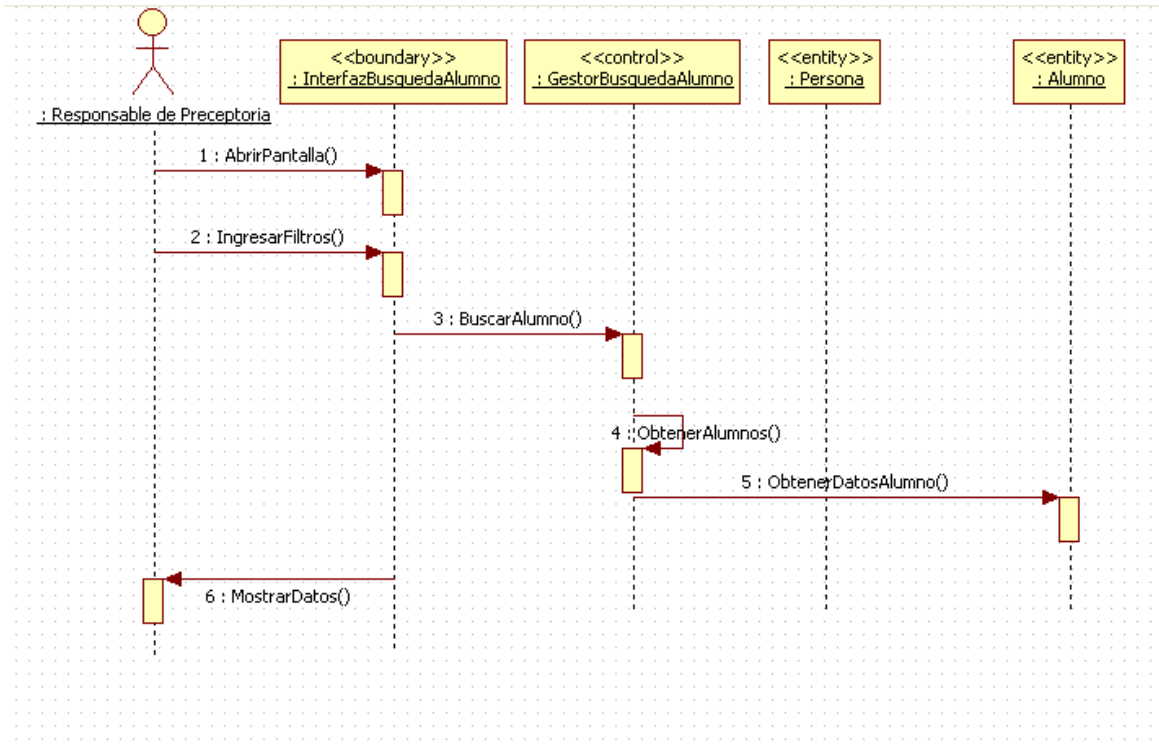 <<boundary>>
: InterfazBusquedaAlumno
<<control>>
: GestorBusquedaAlumno
<<entity>>
: Persona
<<entity>>
: Alumno
: Responsable de Preceptoria
1 : AbrirPantalla()
2 : IngresarFiltros()
3 : BuscarAlumno()
4 : ObtenerAlumnos()
5 : ObtenerDatosAlumno()
6 : MostrarDatos()